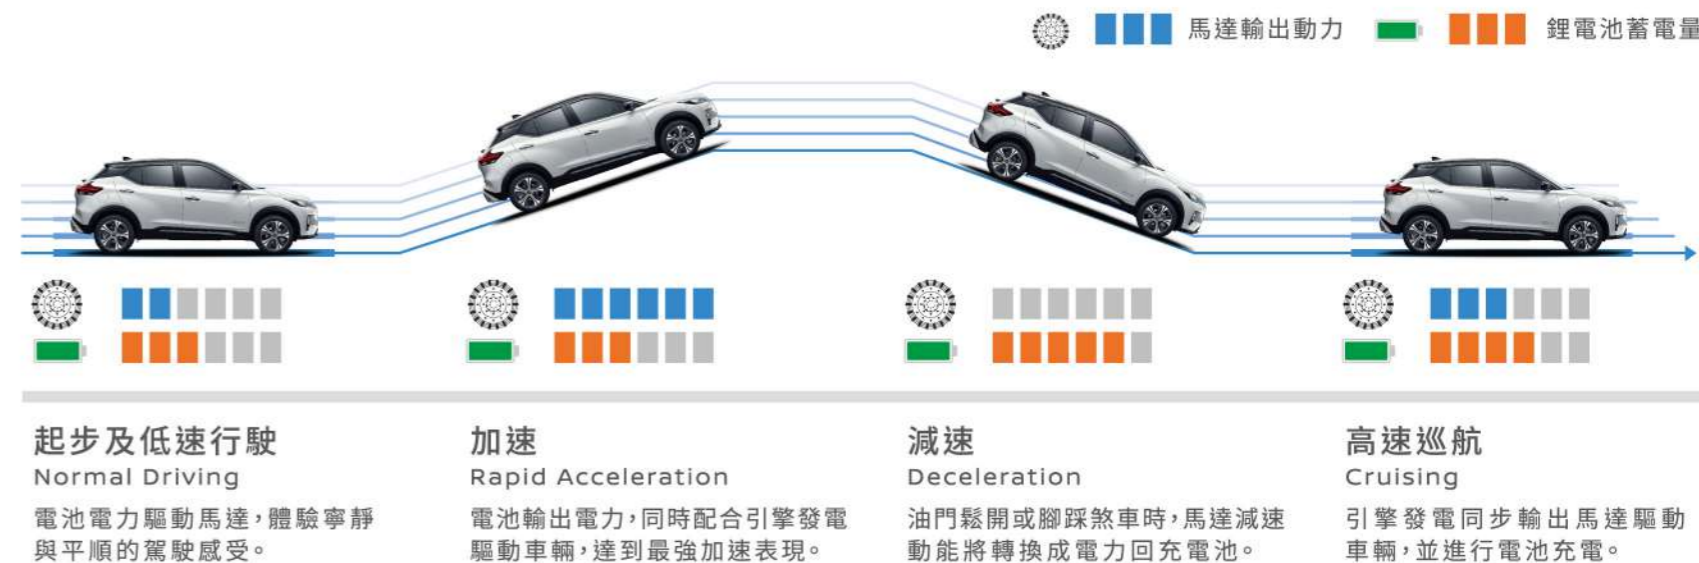 馬達輸出動力
鋰電池蓄電量
起步及低速行駛
Normal Driving
電池電力驅動馬達,體驗寧靜
與平順的駕駛感受。
加速
Rapid Acceleration
電池輸出電力,同時配合引擎發電
驅動車輛,達到最強加速表現。
減速
Deceleration
油門鬆開或腳踩煞車時,馬達減速
動能將轉換成電力回充電池。
高速巡航
Cruising
引擎發電同步輸出馬達驅動
車輛,並進行電池充電。